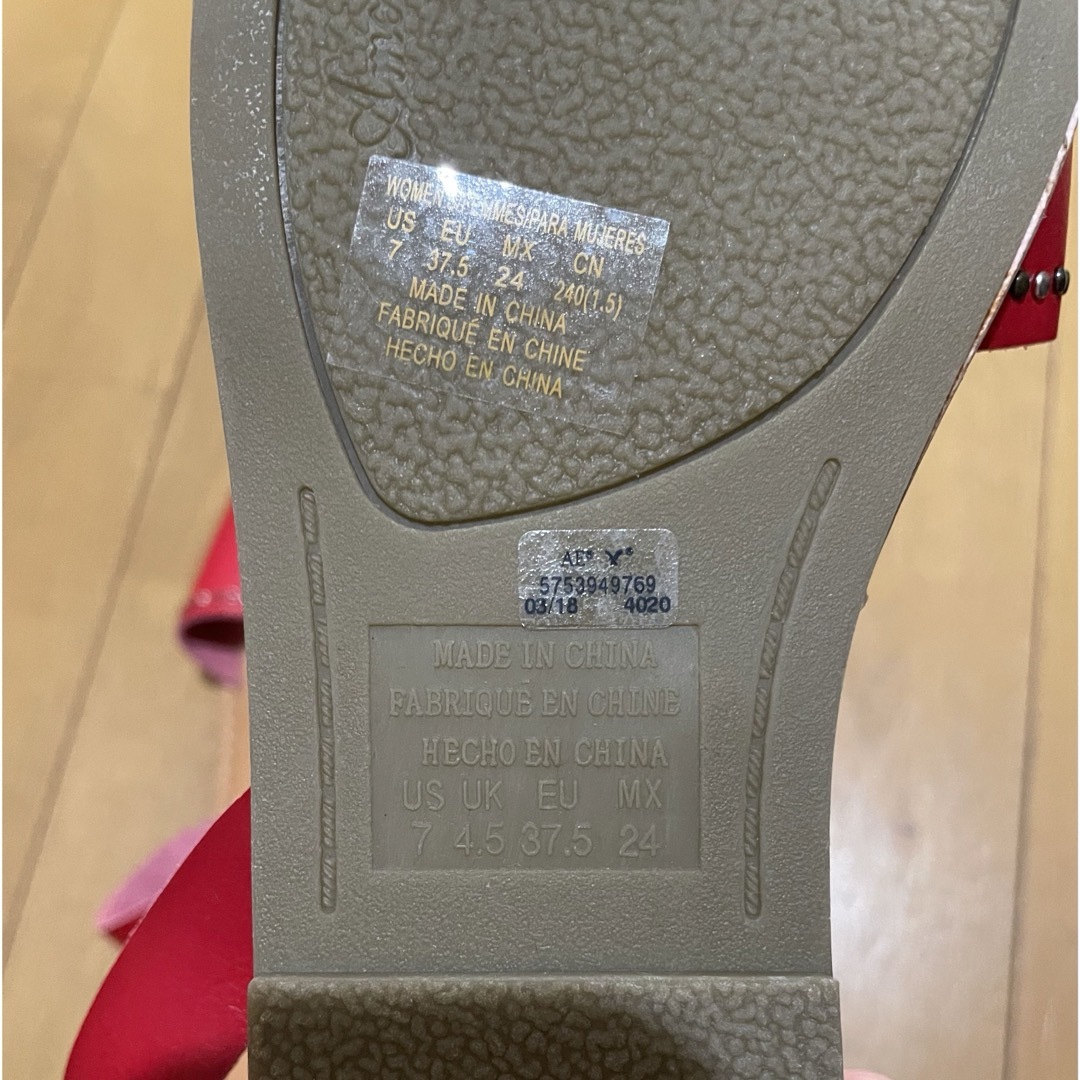 WOMEN
PARA MUJERES
US EU MX CN
7 37.5 24 240(1.5)
MADE IN CHINA
FABRIQUÉ EN CHINE
HECHO EN CHINA
AE®
5753949769
03/18 4020
MADE IN CHINA
FABRIQUÉ EN CHINE
HECHO EN CHINA
US UK EU MX
7 4.5 37.5 24